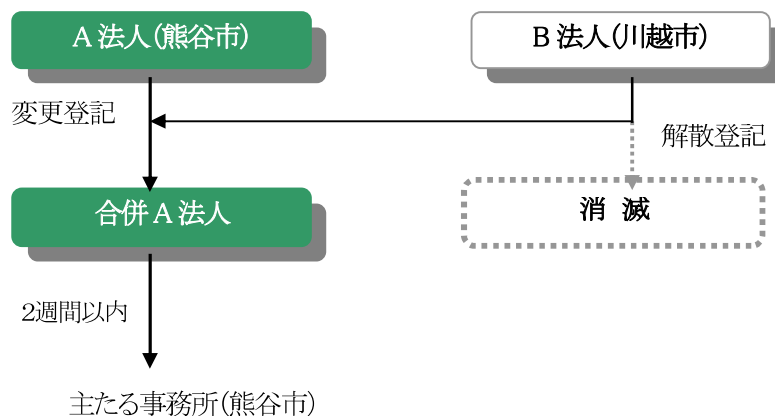 A 法人(熊谷市)
B 法人(川越市)
変更登記
解散登記
合併 A 法人
消 滅
2週間以内
主たる事務所(熊谷市)